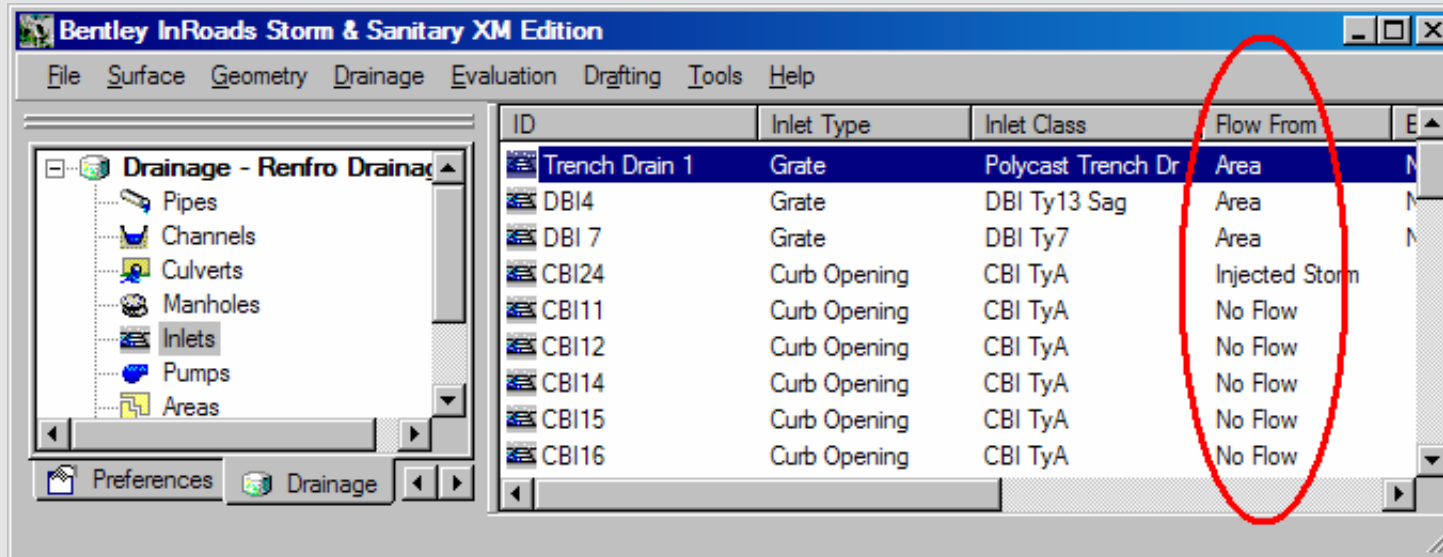 Bentley InRoads Storm & Sanitary XM Edition
File Surface Geometry Drainage Evaluation Drafting Tools Help
Drainage - Renfro
Pipes
Channels
Culverts
Manholes
Inlets
Pumps
Areas
Preferences Drainage
ID Inlet Type Inlet Class Flow From
Trench Drain 1 Grate Polycast Trench Dr Area
DBI4 Grate DBI Ty13 Sag Area
DBI 7 Grate DBI Ty7 Area
CBI24 Curb Opening CBI TyA Injected Storm
CBI11 Curb Opening CBI TyA No Flow
CBI12 Curb Opening CBI TyA No Flow
CBI14 Curb Opening CBI TyA No Flow
CBI15 Curb Opening CBI TyA No Flow
CBI16 Curb Opening CBI TyA No Flow